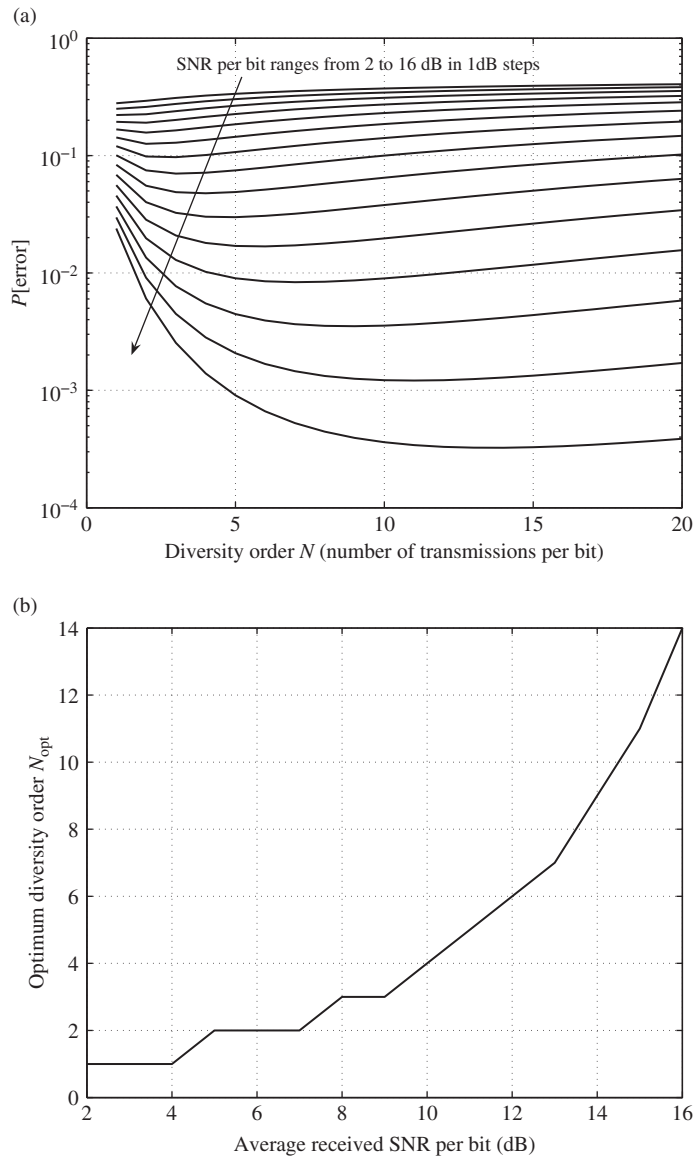 (a)
10^0
SNR per bit ranges from 2 to 16 dB in 1dB steps
10^−1
P[error]
10^−2
10^−3
10^−4
0 5 10 15 20
Diversity order N (number of transmissions per bit)
(b)
14
12
10
8
6
4
2
0
Optimum diversity order N_opt
2 4 6 8 10 12 14 16
Average received SNR per bit (dB)